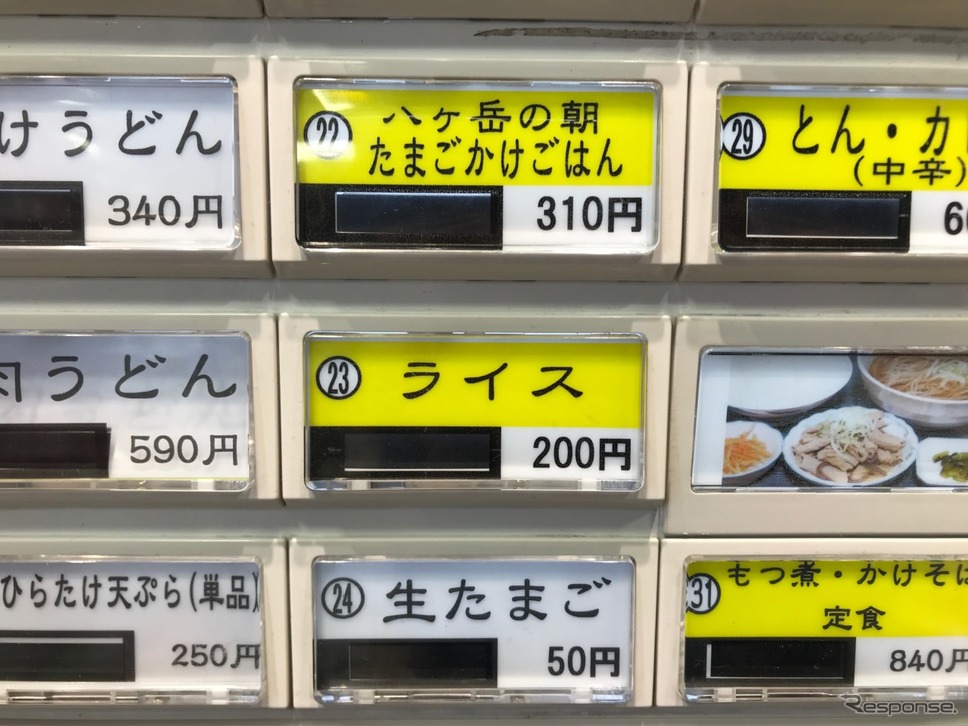 けうどん
340円
22
八ヶ岳の朝
たまごかけごはん
310円
29
とん・カ
(中辛)
6
肉うどん
590円
23
ライス
200円
ひらたけ天ぷら(単品)
250円
24
生たまご
50円
31
もつ煮・かけそば
定食
840円
Response.